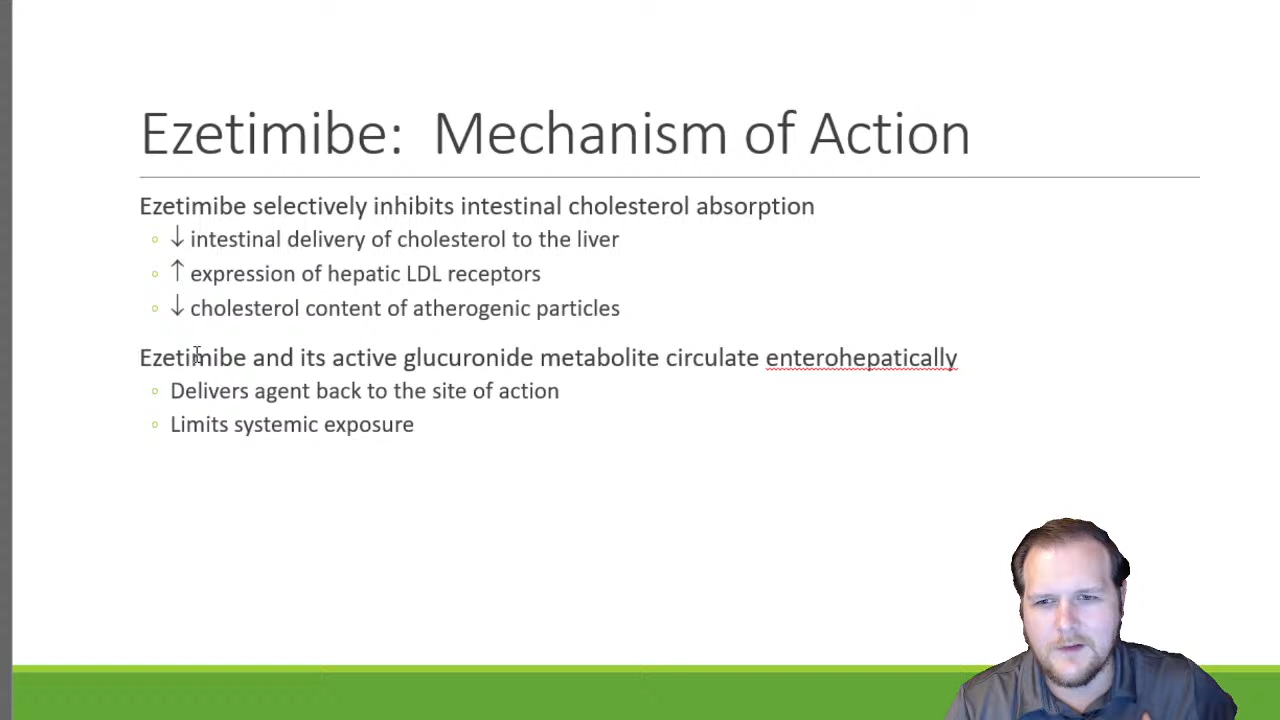 Ezetimibe:  Mechanism of Action
Ezetimibe selectively inhibits intestinal cholesterol absorption
◦ ↓ intestinal delivery of cholesterol to the liver
◦ ↑ expression of hepatic LDL receptors
◦ ↓ cholesterol content of atherogenic particles
Ezetimibe and its active glucuronide metabolite circulate enterohepatically
◦ Delivers agent back to the site of action
◦ Limits systemic exposure